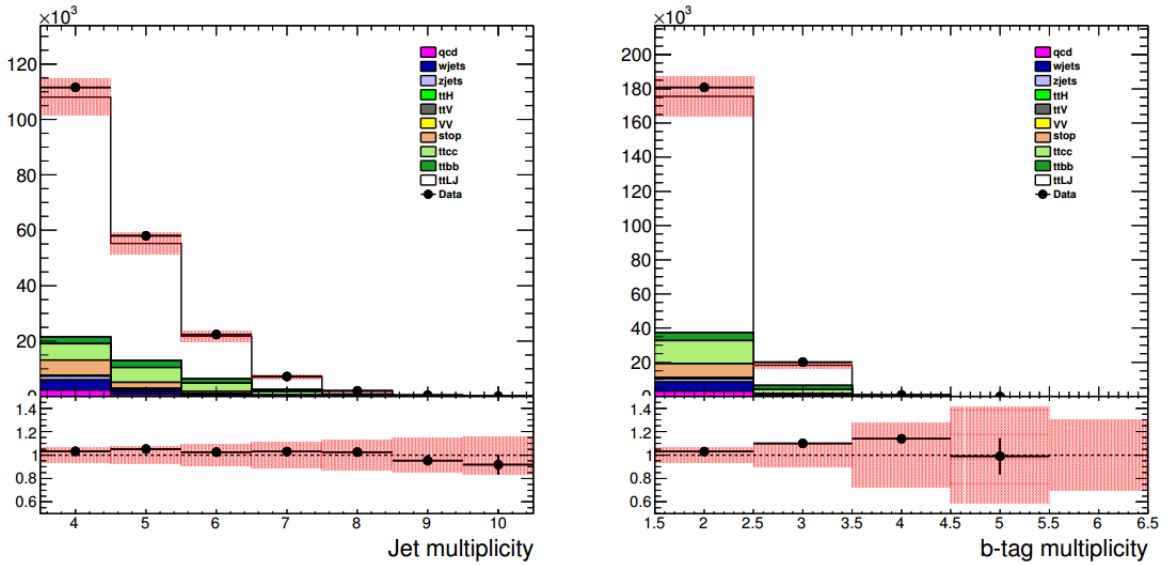 ×10³
120
100
80
60
40
20
0
qcd
wjets
zjets
ttH
ttV
VV
stop
ttcc
ttbb
ttLJ
Data
1.4
1.2
1
0.8
0.6
4 5 6 7 8 9 10
Jet multiplicity
×10³
200
180
160
140
120
100
80
60
40
20
0
qcd
wjets
zjets
ttH
ttV
VV
stop
ttcc
ttbb
ttLJ
Data
1.4
1.2
1
0.8
0.6
1.5 2 2.5 3 3.5 4 4.5 5 5.5 6 6.5
b-tag multiplicity